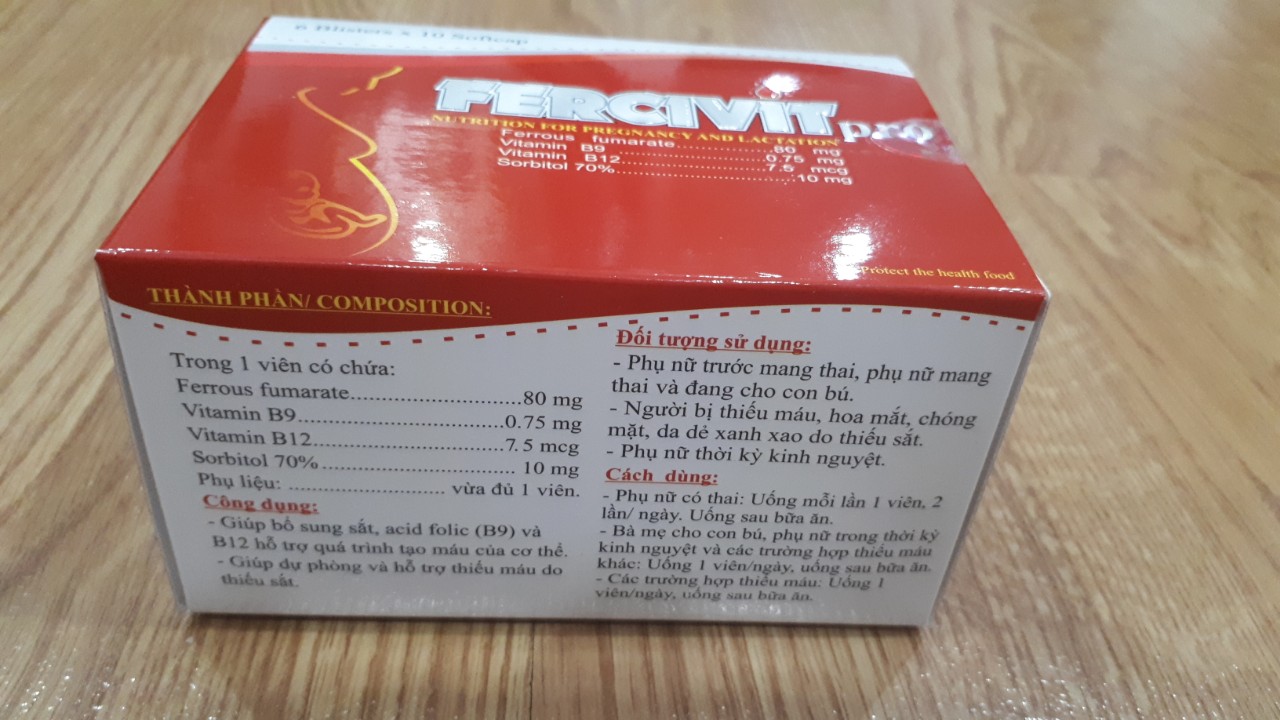 6 Blisters x 10 Softcap
FERCIVIT pro
NUTRITION FOR PREGNANCY AND LACTATION
Ferrous fumarate..............................80 mg
Vitamin B9 ..............................0.75 mg
Vitamin B12..............................7.5 mcg
Sorbitol 70%..............................10 mg
Protect the health food
THÀNH PHẦN/ COMPOSITION:
Trong 1 viên có chứa:
Ferrous fumarate..............................80 mg
Vitamin B9..............................0.75 mg
Vitamin B12..............................7.5 mcg
Sorbitol 70%.............................. 10 mg
Phụ liệu: .............................. vừa đủ 1 viên.
Công dụng:
- Giúp bổ sung sắt, acid folic (B9) và
B12 hỗ trợ quá trình tạo máu của cơ thể.
- Giúp dự phòng và hỗ trợ thiếu máu do
thiếu sắt.
Đối tượng sử dụng:
- Phụ nữ trước mang thai, phụ nữ mang
thai và đang cho con bú.
- Người bị thiếu máu, hoa mắt, chóng
mặt, da dẻ xanh xao do thiếu sắt.
- Phụ nữ thời kỳ kinh nguyệt.
Cách dùng:
- Phụ nữ có thai: Uống mỗi lần 1 viên, 2
lần/ ngày. Uống sau bữa ăn.
- Bà mẹ cho con bú, phụ nữ trong thời kỳ
kinh nguyệt và các trường hợp thiếu máu
khác: Uống 1 viên/ngày, uống sau bữa ăn.
- Các trường hợp thiếu máu: Uống 1
viên/ngày, uống sau bữa ăn.